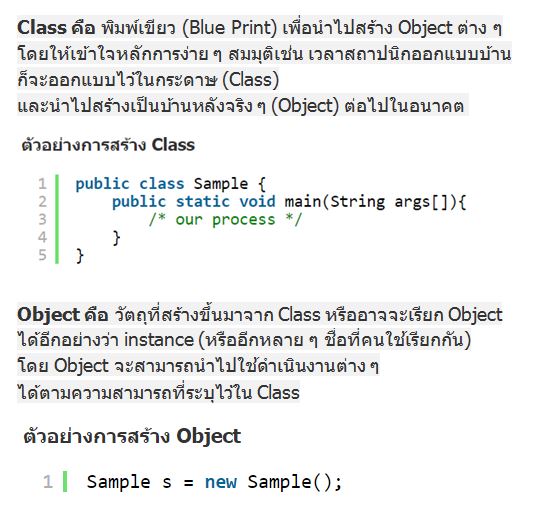 Class คือ พิมพ์เขียว (Blue Print) เพื่อนำไปสร้าง Object ต่าง ๆ
โดยให้เข้าใจหลักการง่าย ๆ สมมุติเช่น เวลาสถาปนิกออกแบบบ้าน
ก็จะออกแบบไว้ในกระดาษ (Class)
และนำไปสร้างเป็นบ้านหลังจริง ๆ (Object) ต่อไปในอนาคต
ตัวอย่างการสร้าง Class
1 public class Sample {
2     public static void main(String args[]){
3         /* our process */
4     }
5 }
Object คือ วัตถุที่สร้างขึ้นมาจาก Class หรืออาจจะเรียก Object
ได้อีกอย่างว่า instance (หรืออีกหลาย ๆ ชื่อที่คนใช้เรียกกัน)
โดย Object จะสามารถนำไปใช้ดำเนินงานต่าง ๆ
ได้ตามความสามารถที่ระบุไว้ใน Class
ตัวอย่างการสร้าง Object
1 Sample s = new Sample();